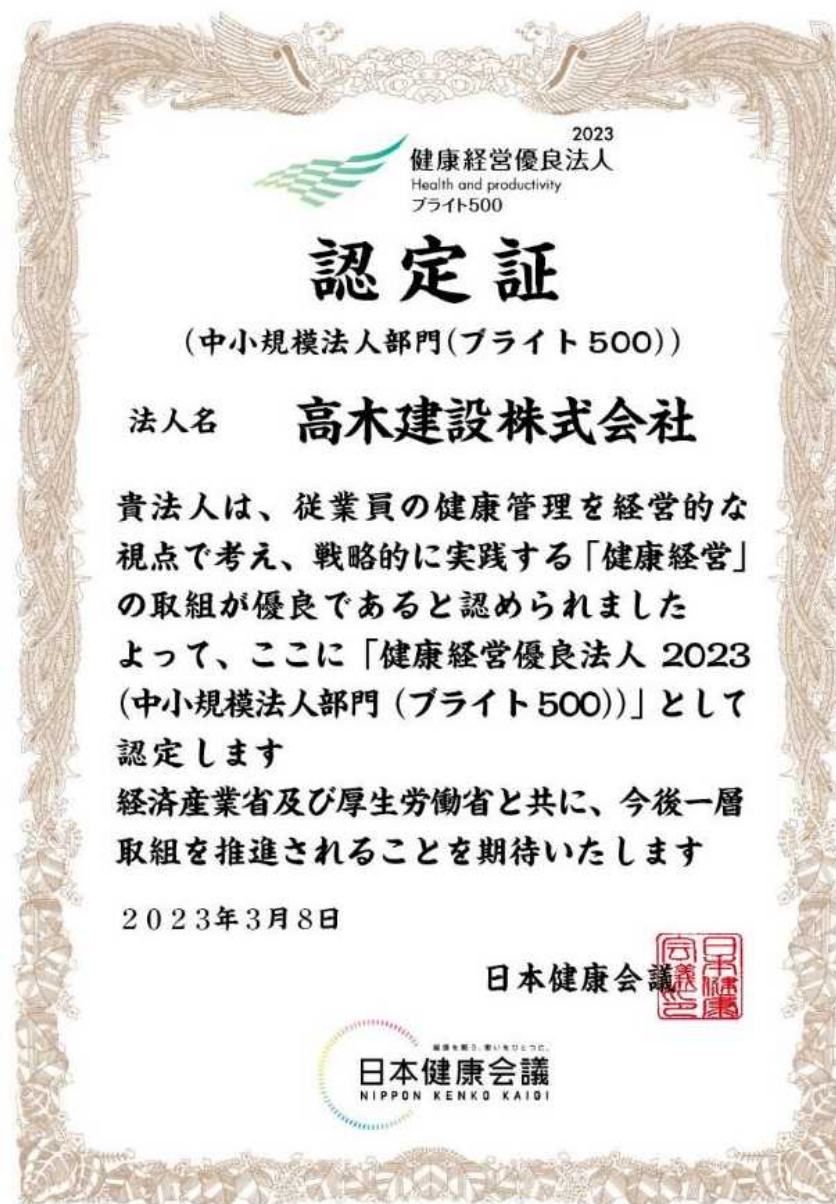 2023
健康経営優良法人
Health and productivity
ブライト500
認定証
(中小規模法人部門(ブライト500))
法人名 高木建設株式会社
貴法人は、従業員の健康管理を経営的な
視点で考え、戦略的に実践する「健康経営」
の取組が優良であると認められました
よって、ここに「健康経営優良法人 2023
(中小規模法人部門(ブライト500))」として
認定します
経済産業省及び厚生労働省と共に、今後一層
取組を推進されることを期待いたします
2023年3月8日
日本健康会議
日本健康会議印
日本健康会議
NIPPON KENKO KAIGI